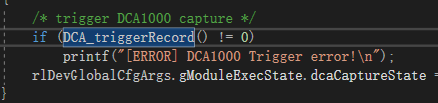 /* trigger DCA1000 capture */
if (DCA_triggerRecord() != 0)
printf("[ERROR] DCA1000 Trigger error!\n");
rlDevGlobalCfgArgs.gModuleExecState.dcaCaptureState =
}